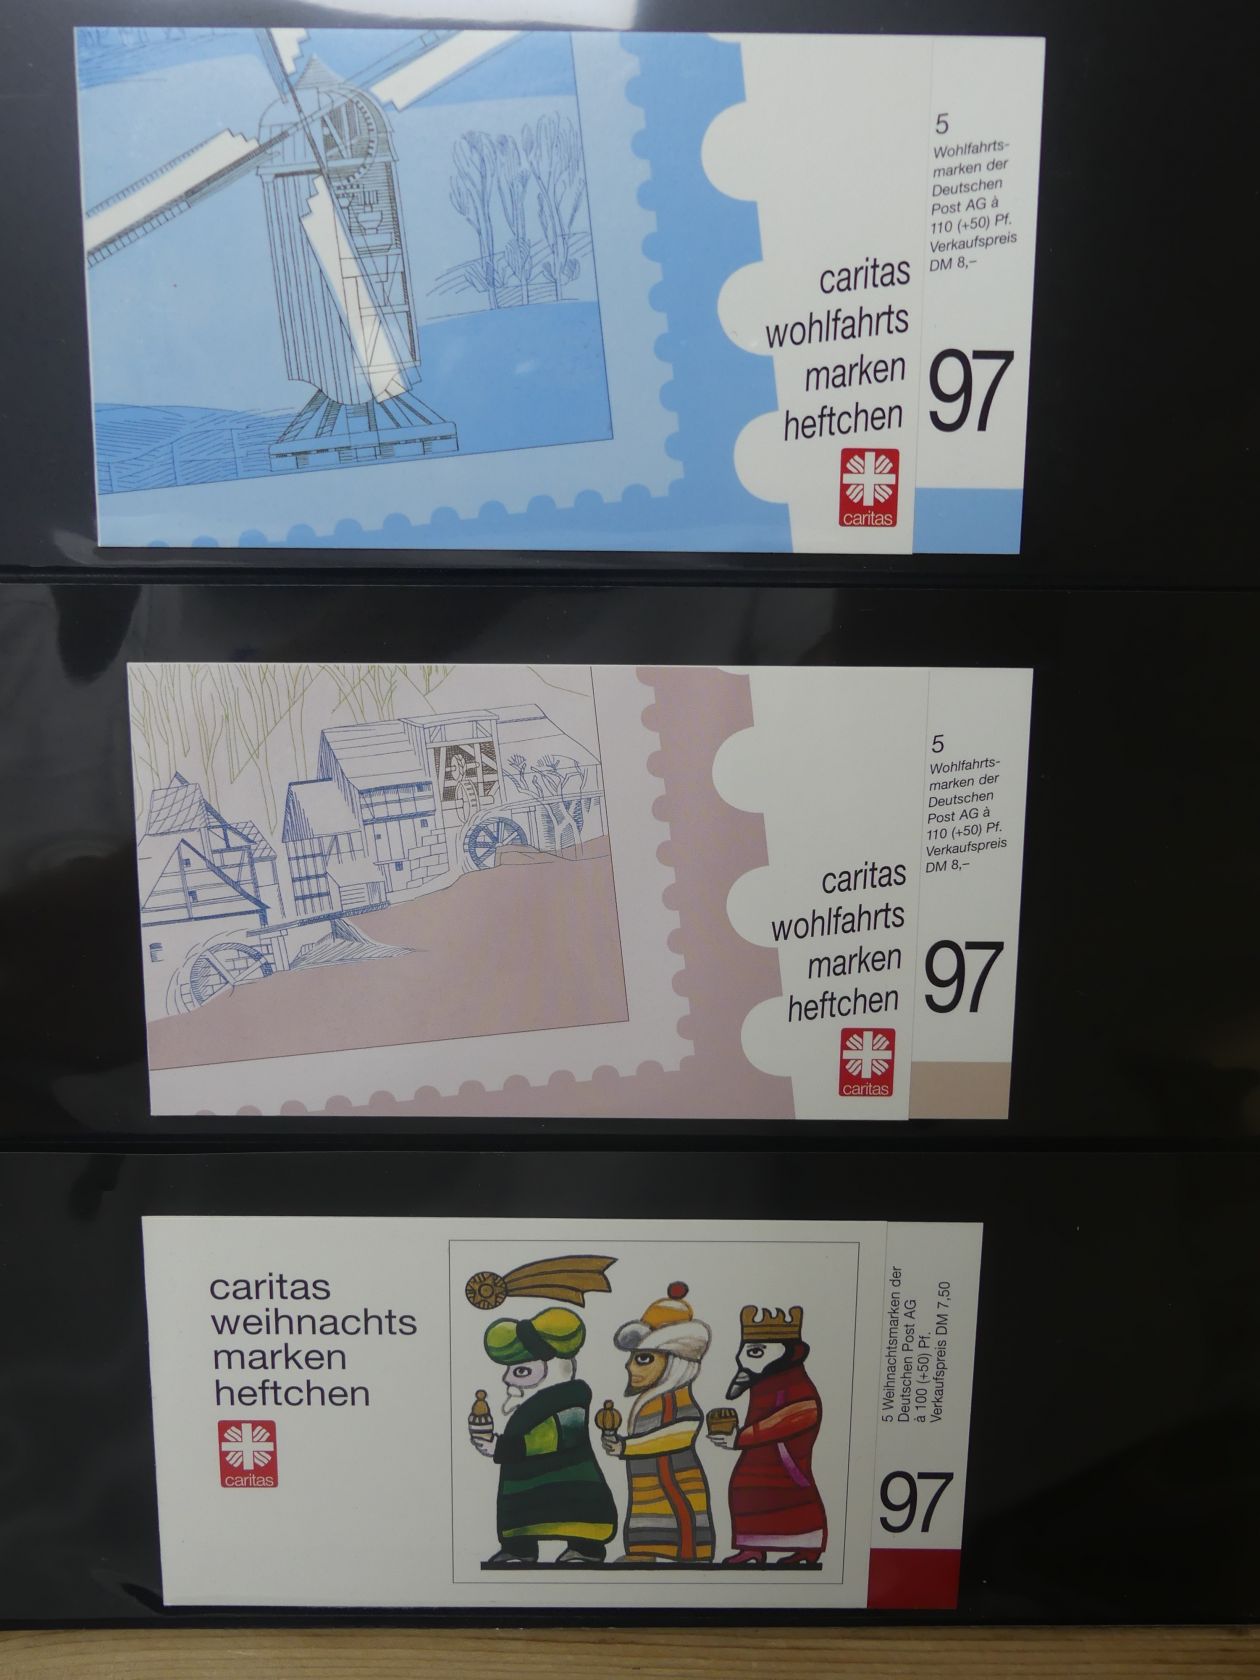 5
Wohlfahrts-
marken der
Deutschen
Post AG à
110 (+50) Pf.
Verkaufspreis
DM 8,–
caritas
wohlfahrts
marken
heftchen
97
caritas
5
Wohlfahrts-
marken der
Deutschen
Post AG à
110 (+50) Pf.
Verkaufspreis
DM 8,–
caritas
wohlfahrts
marken
heftchen
97
caritas
caritas
weihnachts
marken
heftchen
caritas
5 Weihnachtsmarken der
Deutschen Post AG
à 100 (+50) Pf.
Verkaufspreis DM 7,50
97